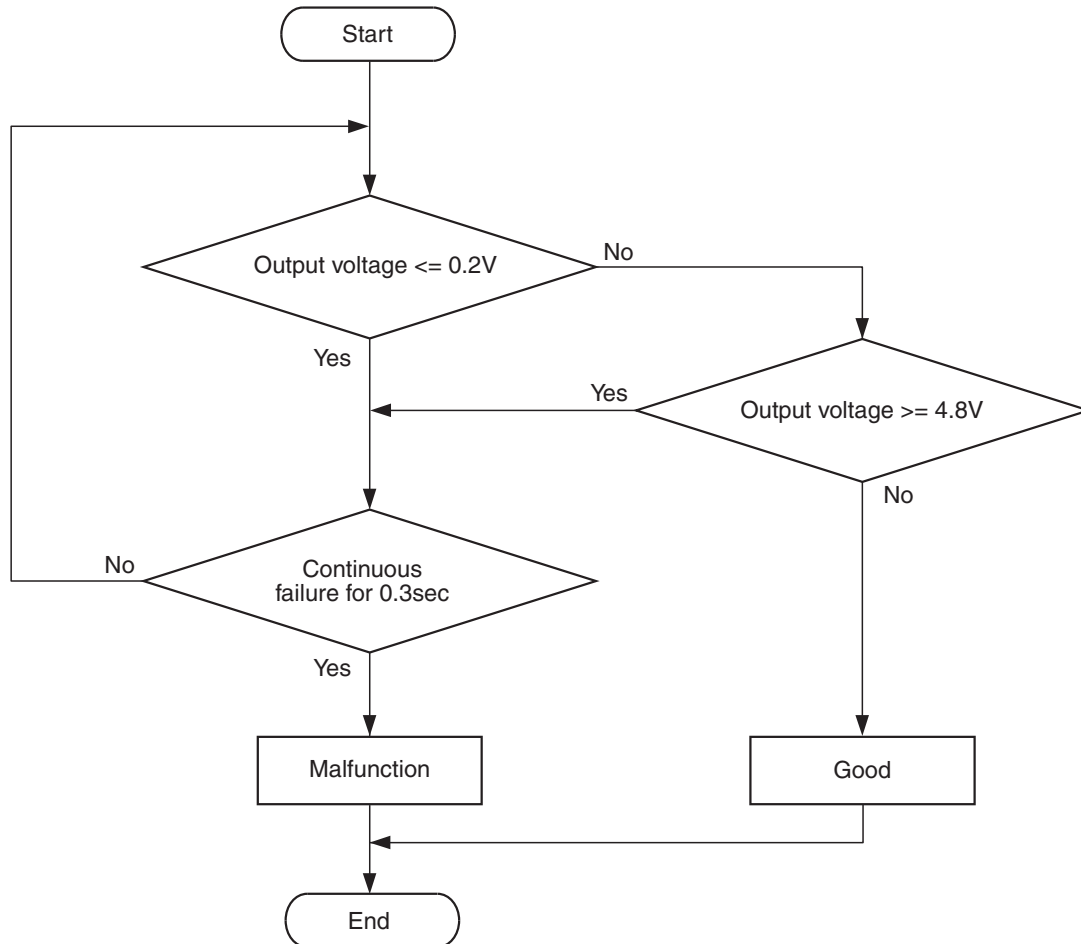 Start
Output voltage <= 0.2V
No
Yes
Yes
Output voltage >= 4.8V
No
No
Continuous
failure for 0.3sec
Yes
Malfunction
Good
End